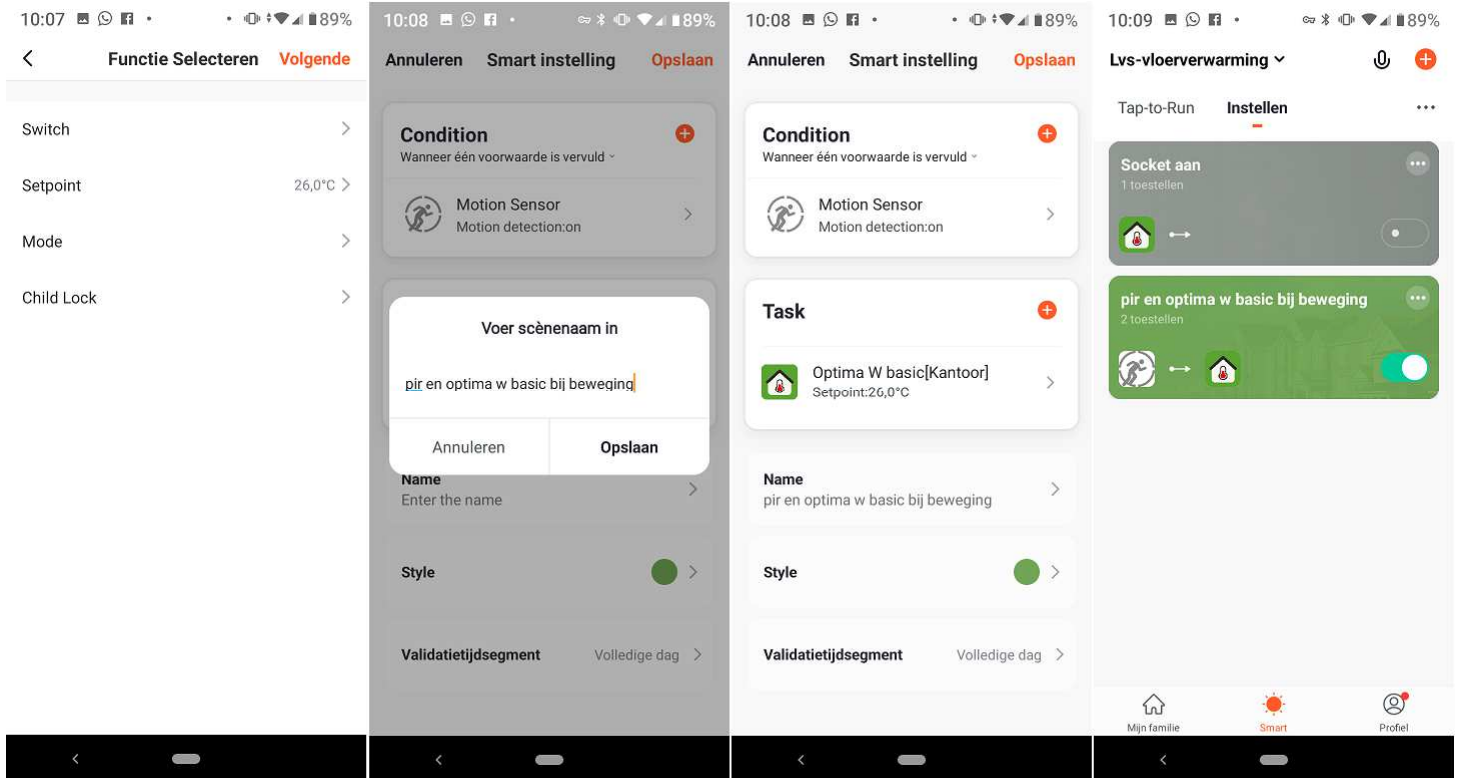 10:07
89%
Functie Selecteren
Volgende
Switch
Setpoint
26,0°C
Mode
Child Lock
10:08
89%
Annuleren
Smart instelling
Opslaan
Condition
Wanneer één voorwaarde is vervuld
Motion Sensor
Motion detection:on
Voer scènenaam in
pir en optima w basic bij beweging
Annuleren
Opslaan
Name
Enter the name
Style
Validatietijdsegment
Volledige dag
10:08
89%
Annuleren
Smart instelling
Opslaan
Condition
Wanneer één voorwaarde is vervuld
Motion Sensor
Motion detection:on
Task
Optima W basic[Kantoor]
Setpoint:26,0°C
Name
pir en optima w basic bij beweging
Style
Validatietijdsegment
Volledige dag
10:09
89%
Lvs-vloerverwarming
Tap-to-Run
Instellen
Socket aan
1 toestellen
pir en optima w basic bij beweging
2 toestellen
Mijn familie
Smart
Profiel